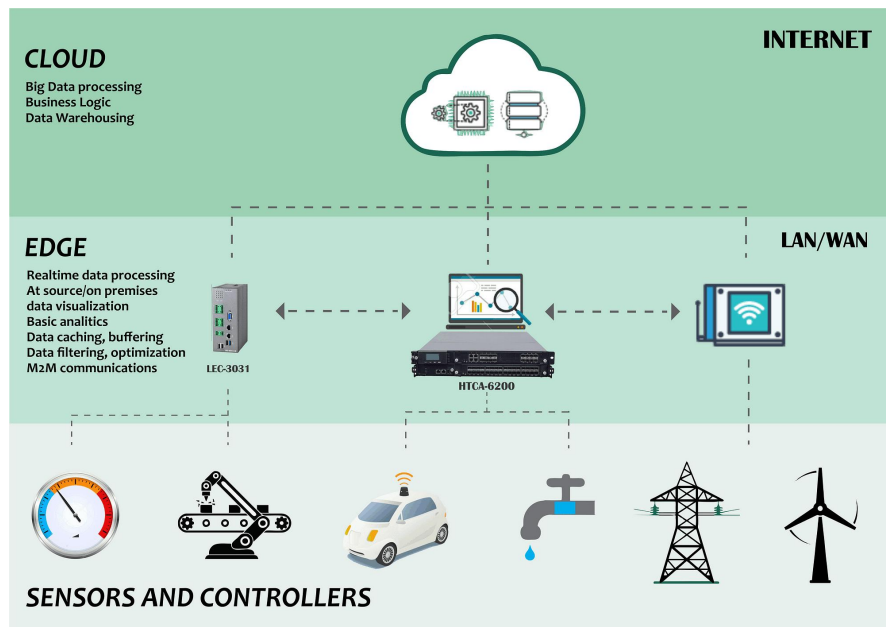 CLOUD
Big Data processing
Business Logic
Data Warehousing
INTERNET
EDGE
Realtime data processing
At source/on premises
data visualization
Basic analitics
Data caching, buffering
Data filtering, optimization
M2M communications
LAN/WAN
LEC-3031
HTCA-6200
SENSORS AND CONTROLLERS